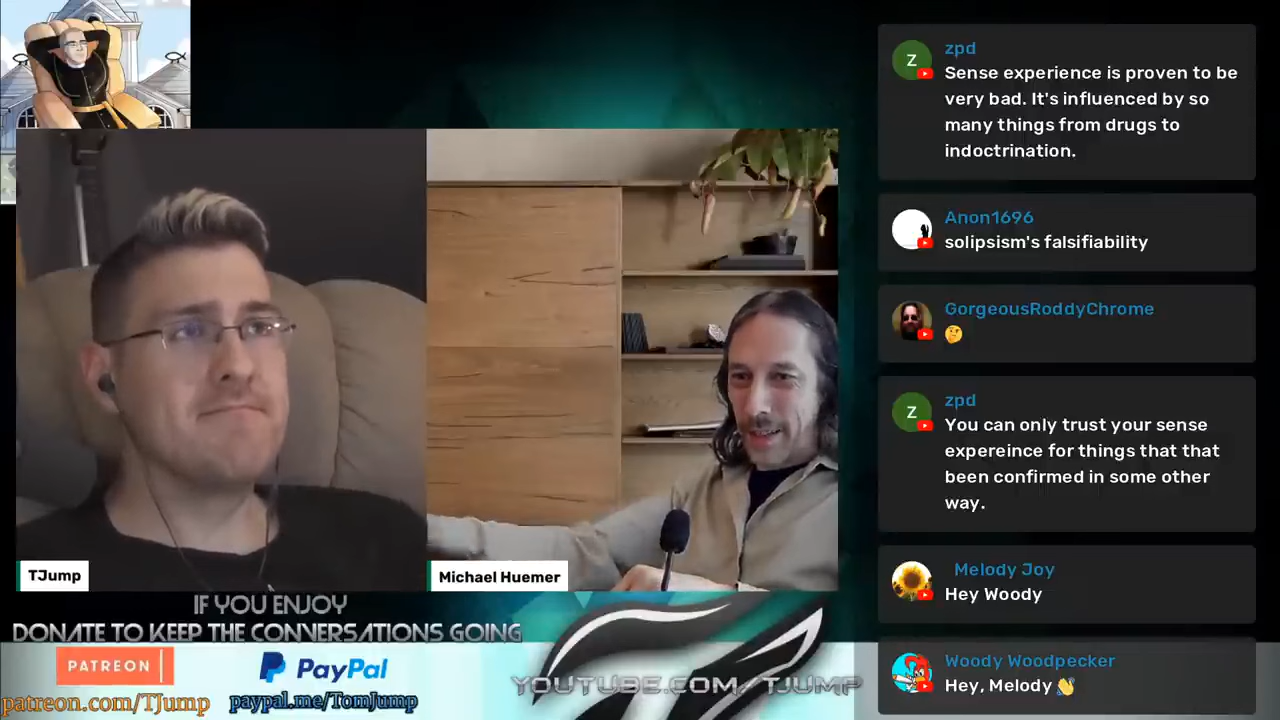 TJump
Michael Huemer
IF YOU ENJOY
DONATE TO KEEP THE CONVERSATIONS GOING
PATREON
patreon.com/TJump
PayPal
paypal.me/TomJump
YOUTUBE.COM/TJUMP
Z
zpd
Sense experience is proven to be
very bad. It's influenced by so
many things from drugs to
indoctrination.
Anon1696
solipsism's falsifiability
GorgeousRoddyChrome
🤔
Z
zpd
You can only trust your sense
expereince for things that that
been confirmed in some other
way.
Melody Joy
Hey Woody
Woody Woodpecker
Hey, Melody 👋